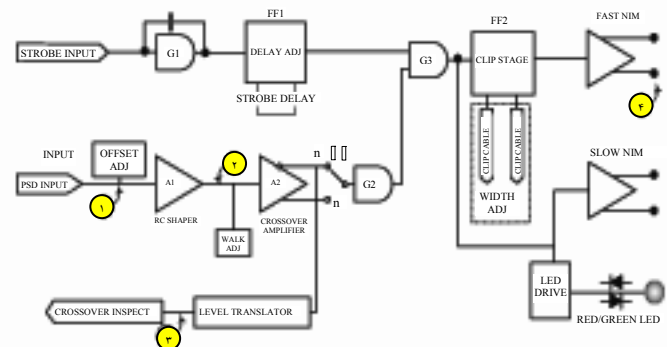 FF1
FF2
FAST NIM
STROBE INPUT
G1
DELAY ADJ
G3
CLIP STAGE
STROBE DELAY
۴
CLIP CABLE
CLIP CABLE
WIDTH
ADJ
INPUT
OFFSET
ADJ
۲
n
SLOW NIM
PSD INPUT
A1
A2
G2
۱
n
RC SHAPER
CROSSOVER
AMPLIFIER
WALK
ADJ
LED
DRIVE
CROSSOVER INSPECT
LEVEL TRANSLATOR
RED/GREEN LED
۳